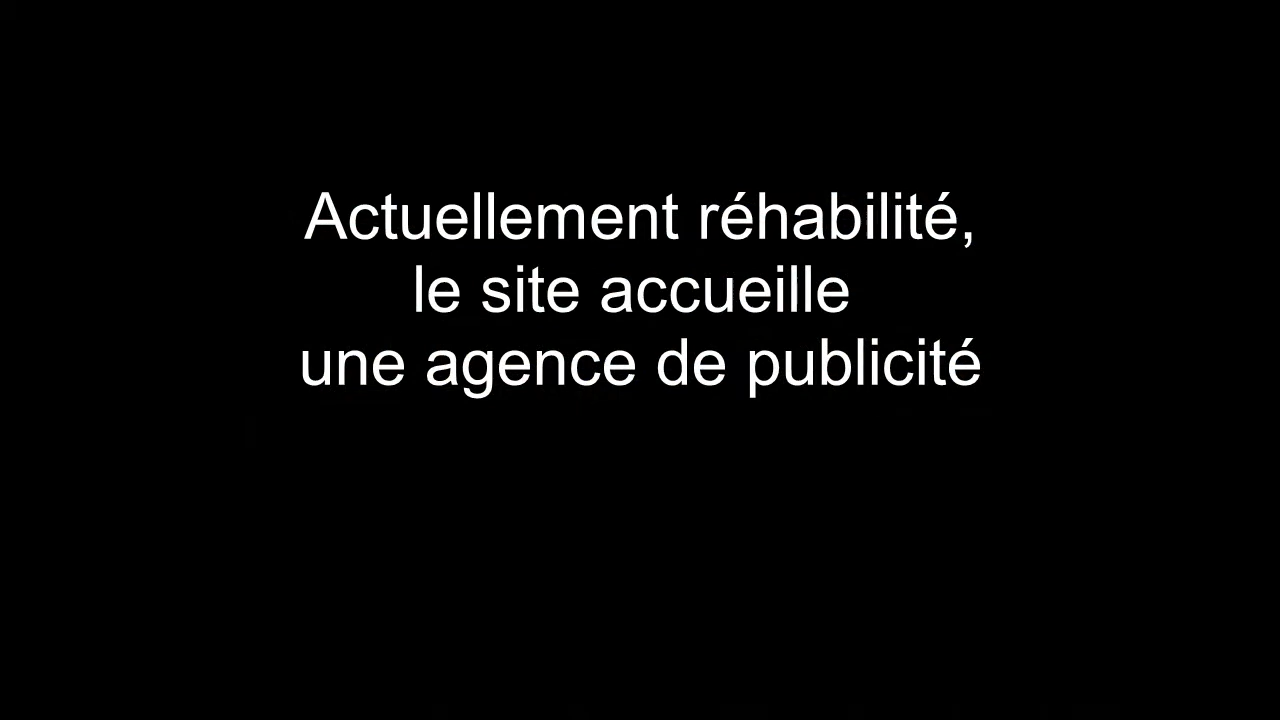 Actuellement réhabilité,
le site accueille
une agence de publicité